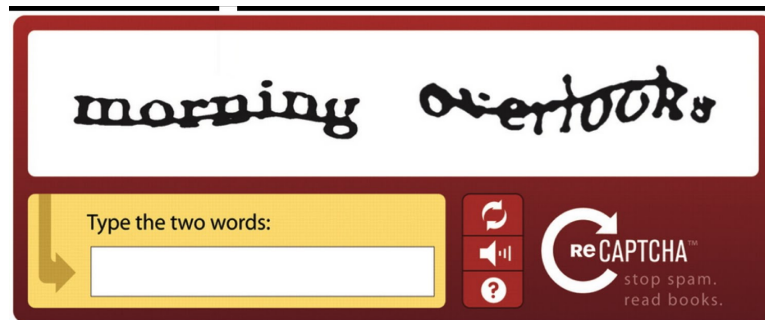 morning overlooks
Type the two words:
ReCAPTCHA™
stop spam.
read books.